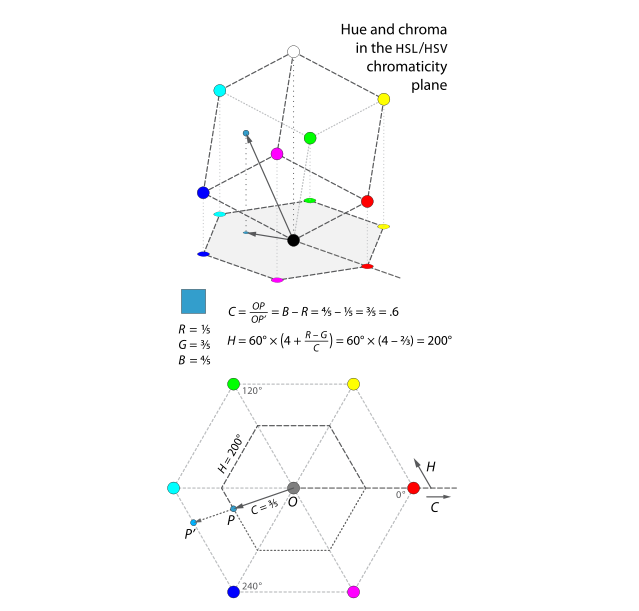 Hue and chroma
in the HSL/HSV
chromaticity
plane
R = ⅕
G = ⅗
B = ⅘
C = OP/OP′ = B – R = ⅘ – ⅕ = ⅗ = .6
H = 60° × (4 + R – G/C) = 60° × (4 – ⅔) = 200°
120°
H = 200°
H
0°
C
O
C = ⅗
P
P′
240°